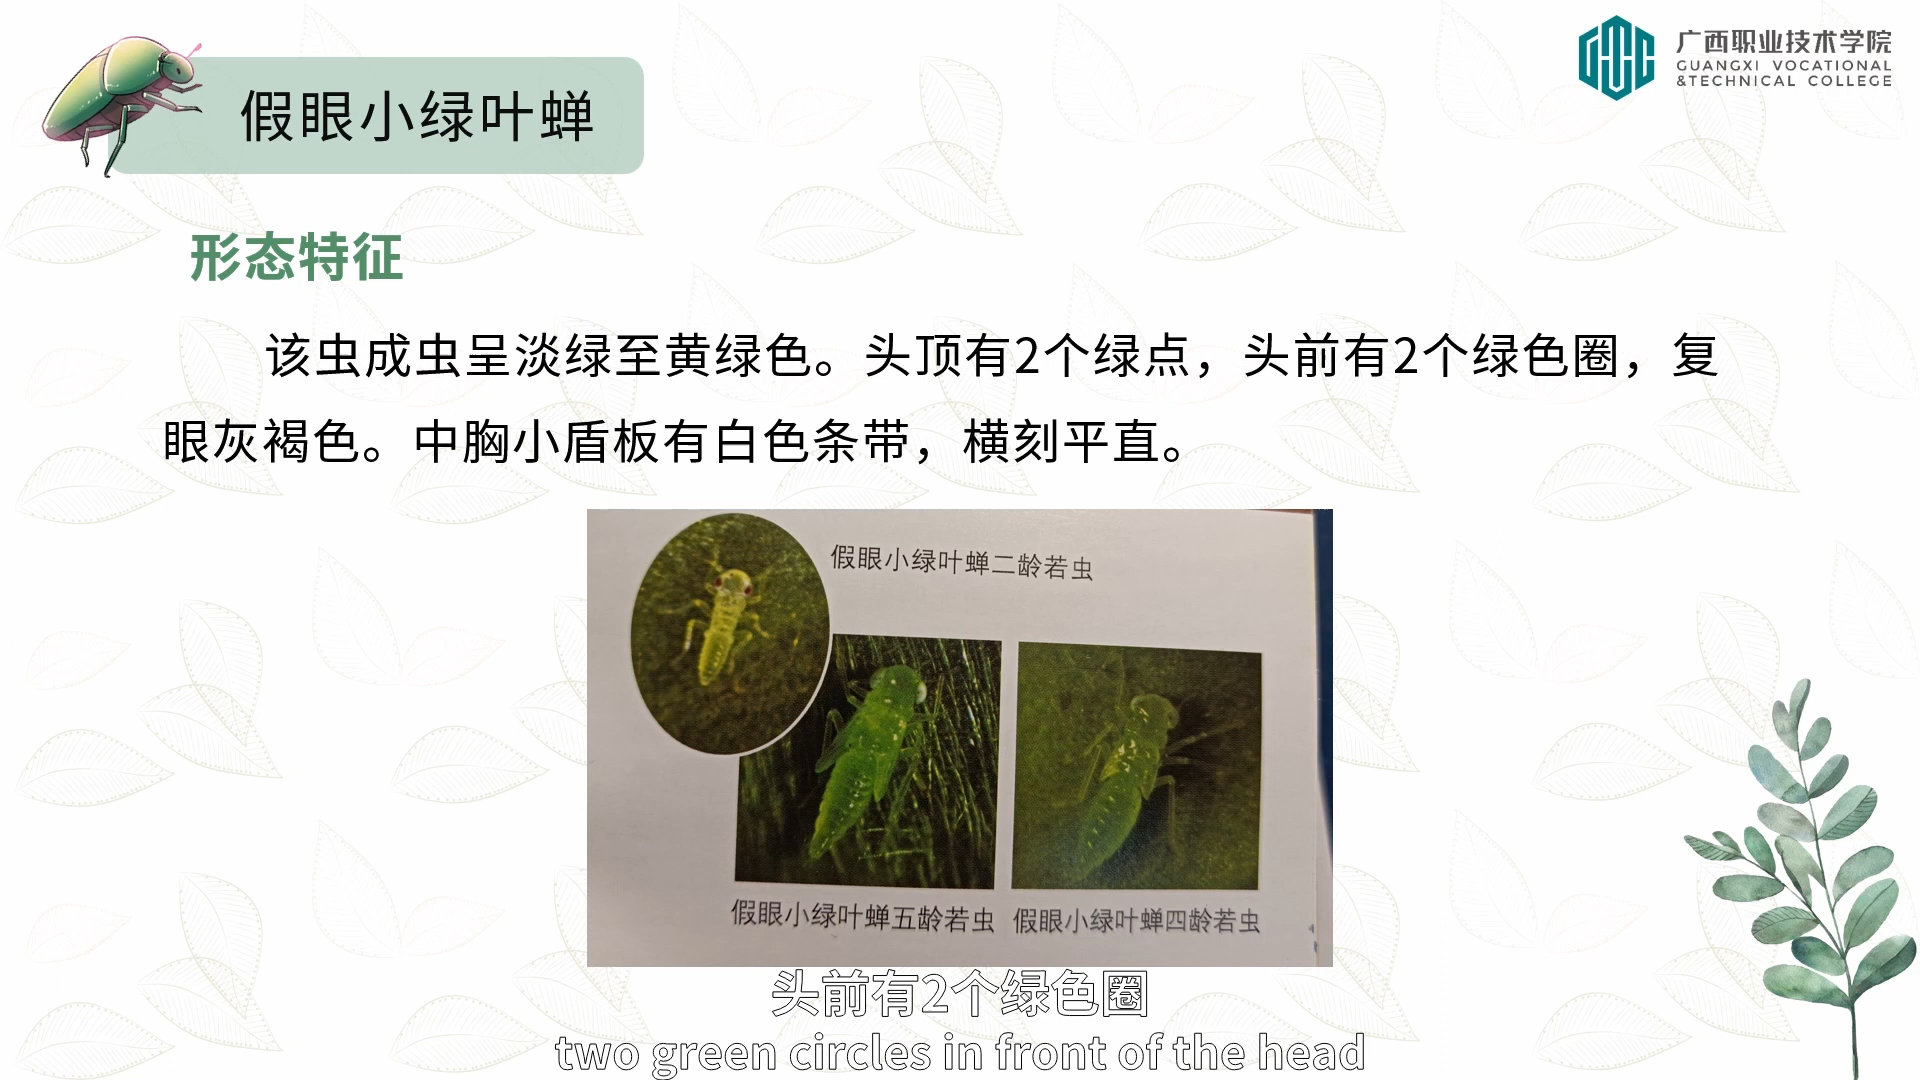 假眼小绿叶蝉
广西职业技术学院
GUANGXI VOCATIONAL
&TECHNICAL COLLEGE
形态特征
该虫成虫呈淡绿至黄绿色。头顶有2个绿点，头前有2个绿色圈，复
眼灰褐色。中胸小盾板有白色条带，横刻平直。
假眼小绿叶蝉二龄若虫
假眼小绿叶蝉五龄若虫
假眼小绿叶蝉四龄若虫
头前有2个绿色圈
two green circles in front of the head